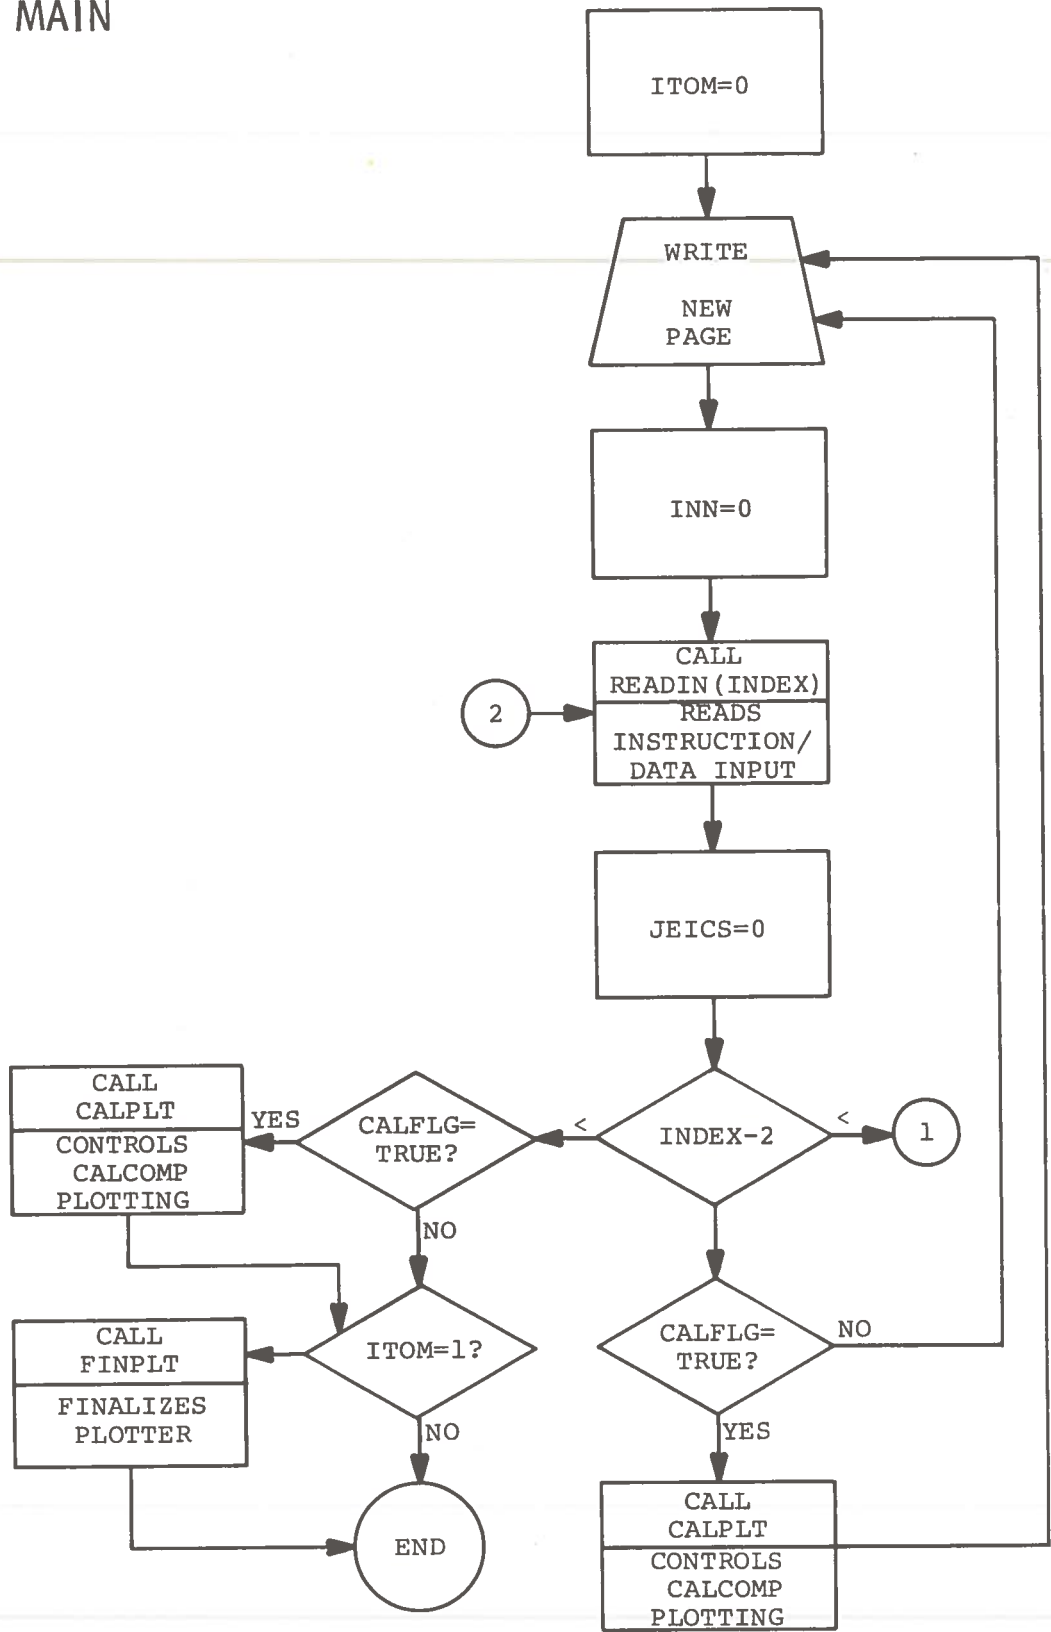 MAIN
ITOM=0
WRITE
NEW
PAGE
INN=0
CALL
READIN(INDEX)
READS
INSTRUCTION/
DATA INPUT
2
JEICS=0
INDEX-2
<
1
<
CALFLG=
TRUE?
YES
CALL
CALPLT
CONTROLS
CALCOMP
PLOTTING
NO
ITOM=1?
CALL
FINPLT
FINALIZES
PLOTTER
NO
END
CALFLG=
TRUE?
NO
YES
CALL
CALPLT
CONTROLS
CALCOMP
PLOTTING